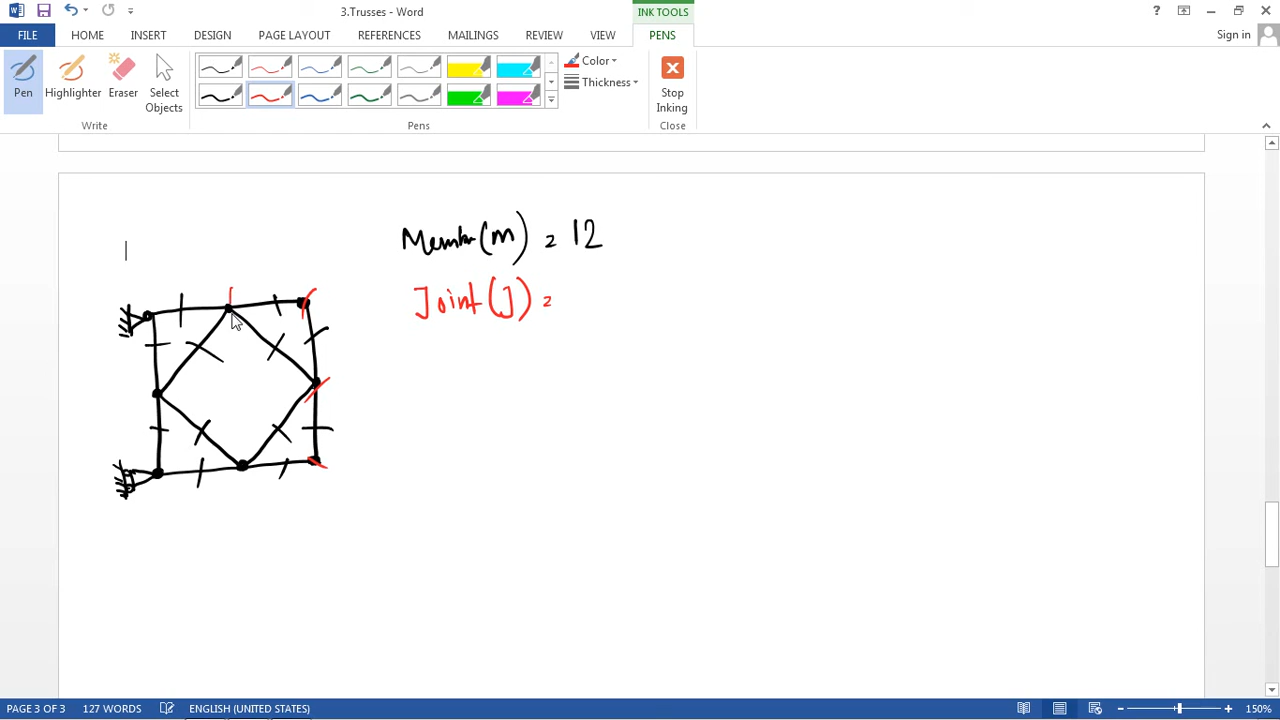 3.Trusses - Word
INK TOOLS
Sign in
FILE HOME INSERT DESIGN PAGE LAYOUT REFERENCES MAILINGS REVIEW VIEW PENS
Pen Highlighter Eraser Select Objects
Color
Thickness
Stop Inking
Write Pens Close
Member(m) = 12
Joint(J) =
PAGE 3 OF 3 127 WORDS ENGLISH (UNITED STATES) 150%